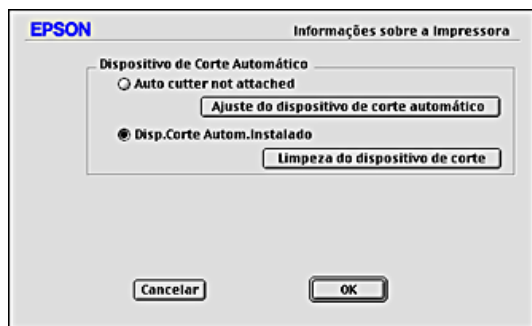 EPSON
Informações sobre a Impressora
Dispositivo de Corte Automático
Auto cutter not attached
Ajuste do dispositivo de corte automático
Disp.Corte Autom.Instalado
Limpeza do dispositivo de corte
Cancelar
OK